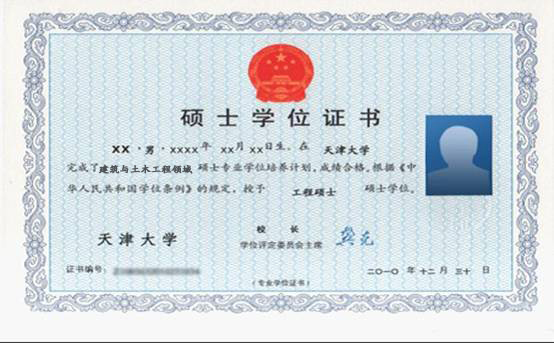 硕士学位证书
XX，男，xxxx年 xx月 xx日生。在 天津大学
完成了建筑与土木工程领域 硕士专业学位培养计划，成绩合格。根据《中
华人民共和国学位条例》的规定，授予 工程硕士 硕士学位。
天津大学
校 长
学位评定委员会主席
证书编号：
二〇一〇 年 十二 月 三十 日
（专业学位证书）